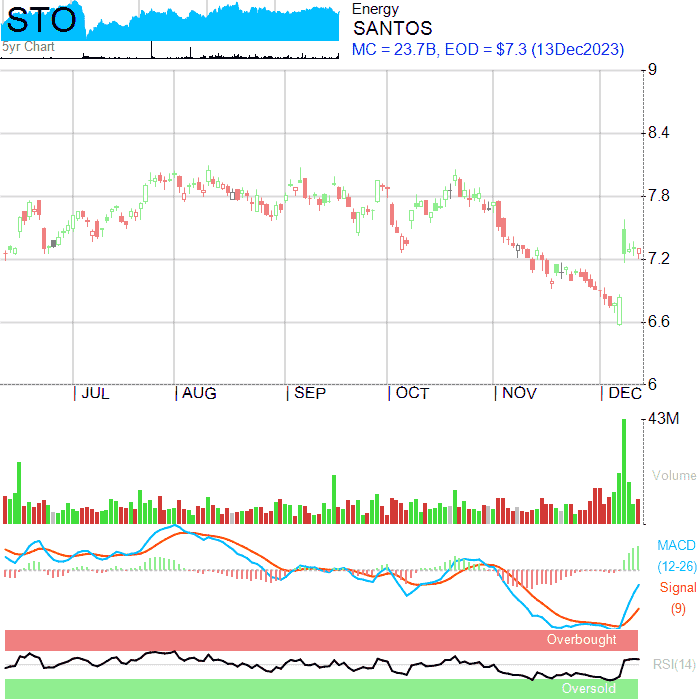 STO
5yr Chart
Energy
SANTOS
MC = 23.7B, EOD = $7.3 (13Dec2023)
9
8.4
7.8
7.2
6.6
6
JUL AUG SEP OCT NOV DEC
43M
Volume
MACD
(12-26)
Signal
(9)
Overbought
RSI(14)
Oversold